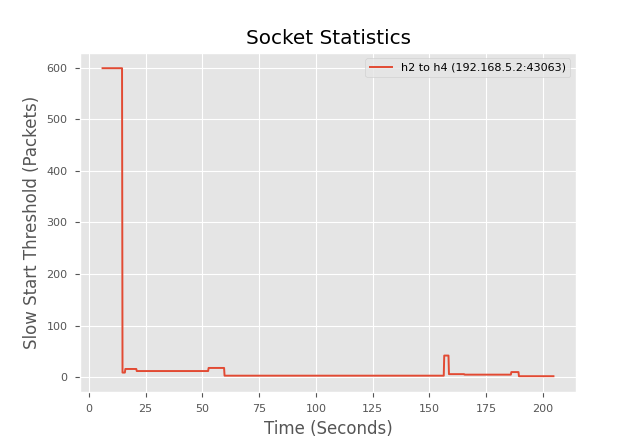 Socket Statistics
h2 to h4 (192.168.5.2:43063)
Slow Start Threshold (Packets)
600
500
400
300
200
100
0
0 25 50 75 100 125 150 175 200
Time (Seconds)